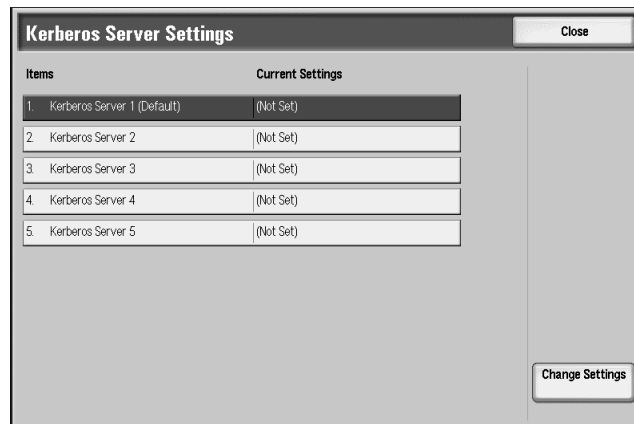 Kerberos Server Settings Close
Items Current Settings
1. Kerberos Server 1 (Default) (Not Set)
2. Kerberos Server 2 (Not Set)
3. Kerberos Server 3 (Not Set)
4. Kerberos Server 4 (Not Set)
5. Kerberos Server 5 (Not Set)
Change Settings